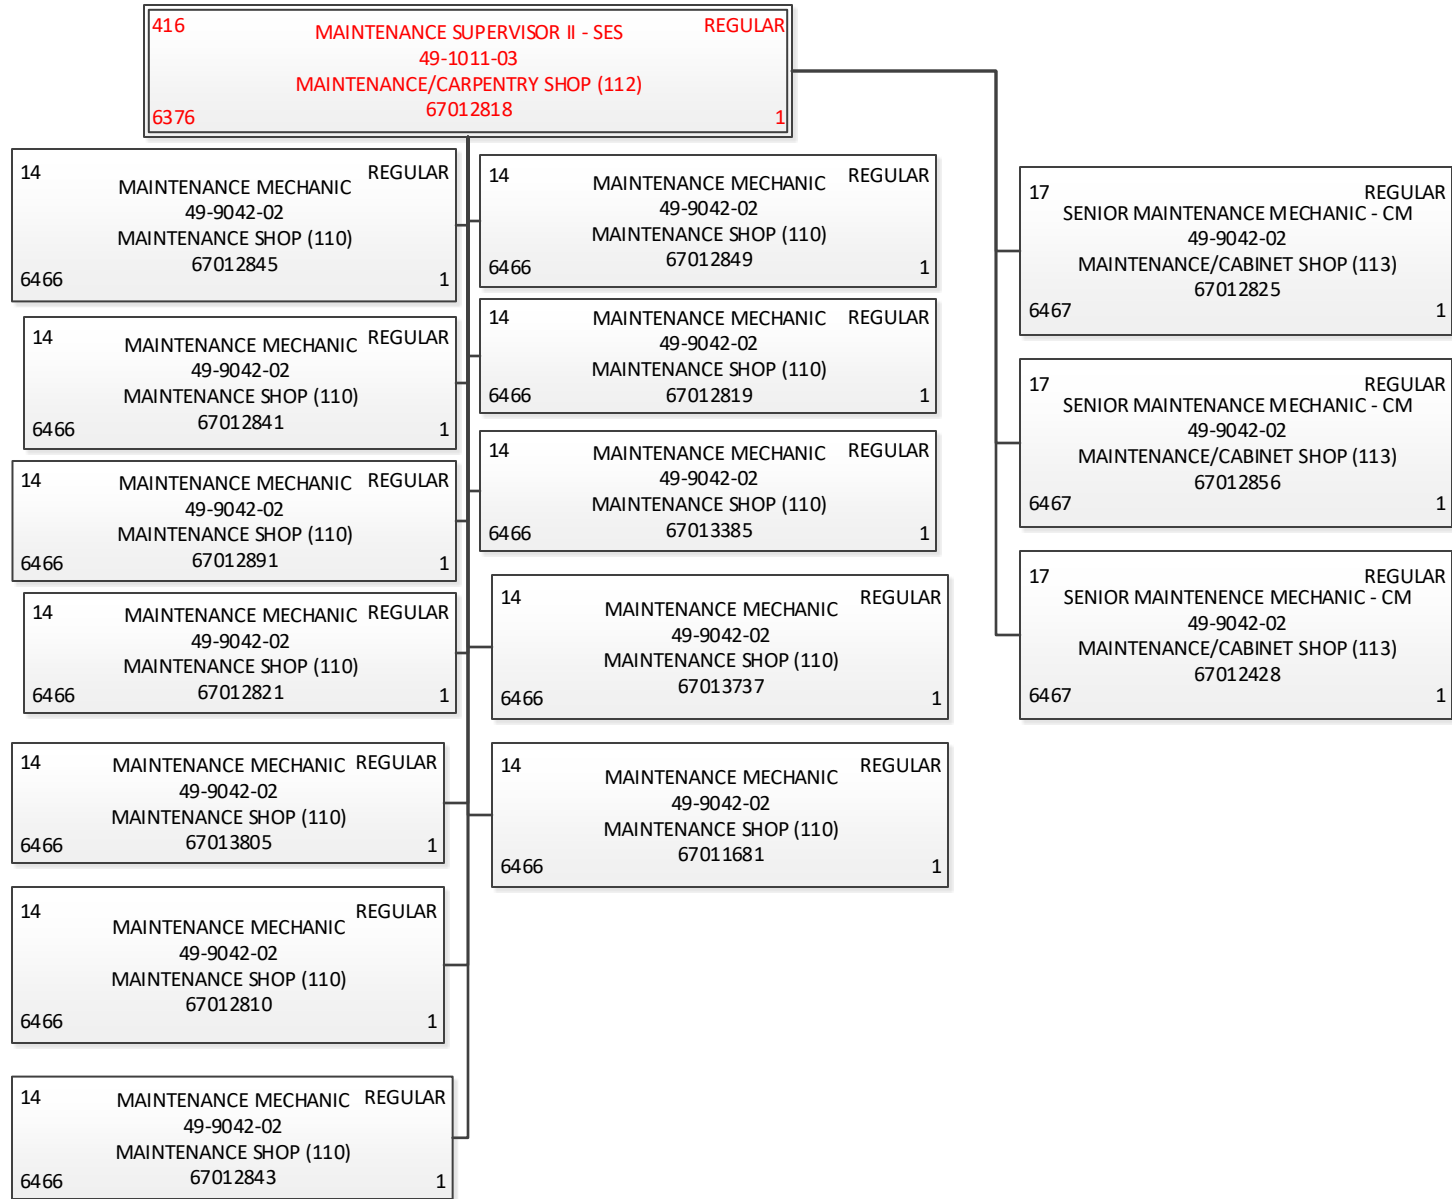 416 MAINTENANCE SUPERVISOR II - SES REGULAR
49-1011-03
MAINTENANCE/CARPENTRY SHOP (112)
67012818
6376 1
14 MAINTENANCE MECHANIC REGULAR
49-9042-02
MAINTENANCE SHOP (110)
67012845
6466 1
14 MAINTENANCE MECHANIC REGULAR
49-9042-02
MAINTENANCE SHOP (110)
67012841
6466 1
14 MAINTENANCE MECHANIC REGULAR
49-9042-02
MAINTENANCE SHOP (110)
67012891
6466 1
14 MAINTENANCE MECHANIC REGULAR
49-9042-02
MAINTENANCE SHOP (110)
67012821
6466 1
14 MAINTENANCE MECHANIC REGULAR
49-9042-02
MAINTENANCE SHOP (110)
67013805
6466 1
14 MAINTENANCE MECHANIC REGULAR
49-9042-02
MAINTENANCE SHOP (110)
67012810
6466 1
14 MAINTENANCE MECHANIC REGULAR
49-9042-02
MAINTENANCE SHOP (110)
67012843
6466 1
14 MAINTENANCE MECHANIC REGULAR
49-9042-02
MAINTENANCE SHOP (110)
67012849
6466 1
14 MAINTENANCE MECHANIC REGULAR
49-9042-02
MAINTENANCE SHOP (110)
67012819
6466 1
14 MAINTENANCE MECHANIC REGULAR
49-9042-02
MAINTENANCE SHOP (110)
67013385
6466 1
14 MAINTENANCE MECHANIC REGULAR
49-9042-02
MAINTENANCE SHOP (110)
67013737
6466 1
14 MAINTENANCE MECHANIC REGULAR
49-9042-02
MAINTENANCE SHOP (110)
67011681
6466 1
17 REGULAR
SENIOR MAINTENANCE MECHANIC - CM
49-9042-02
MAINTENANCE/CABINET SHOP (113)
67012825
6467 1
17 REGULAR
SENIOR MAINTENANCE MECHANIC - CM
49-9042-02
MAINTENANCE/CABINET SHOP (113)
67012856
6467 1
17 REGULAR
SENIOR MAINTENENCE MECHANIC - CM
49-9042-02
MAINTENANCE/CABINET SHOP (113)
67012428
6467 1